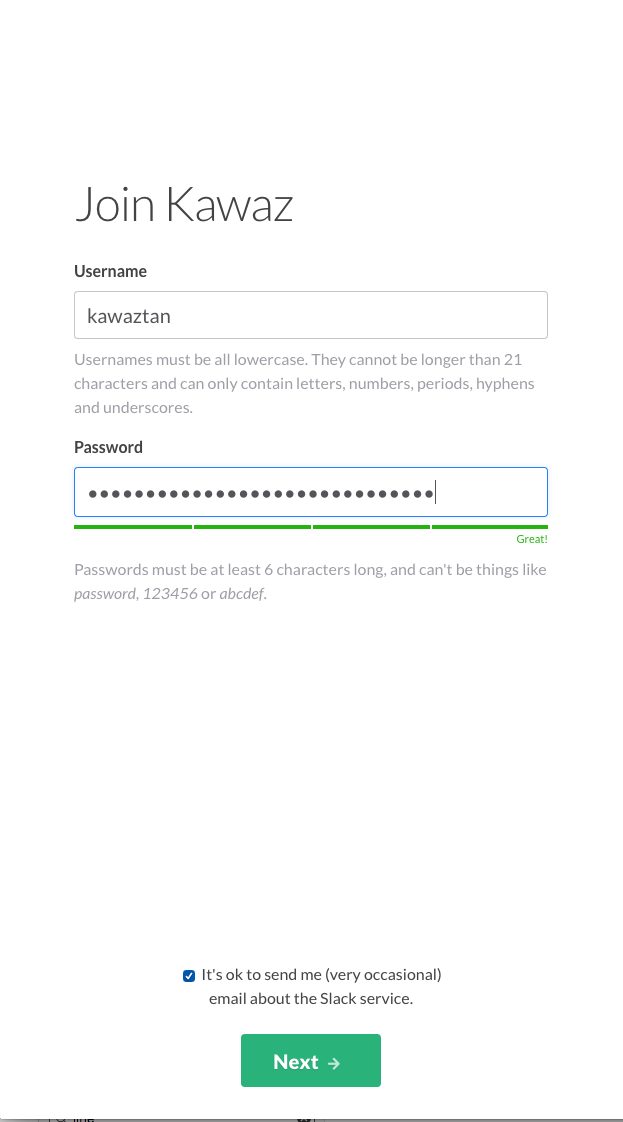 Join Kawaz
Username
kawaztan
Usernames must be all lowercase. They cannot be longer than 21
characters and can only contain letters, numbers, periods, hyphens
and underscores.
Password
••••••••••••••••••••••••••••••
Great!
Passwords must be at least 6 characters long, and can't be things like
password, 123456 or abcdef.
It's ok to send me (very occasional)
email about the Slack service.
Next →